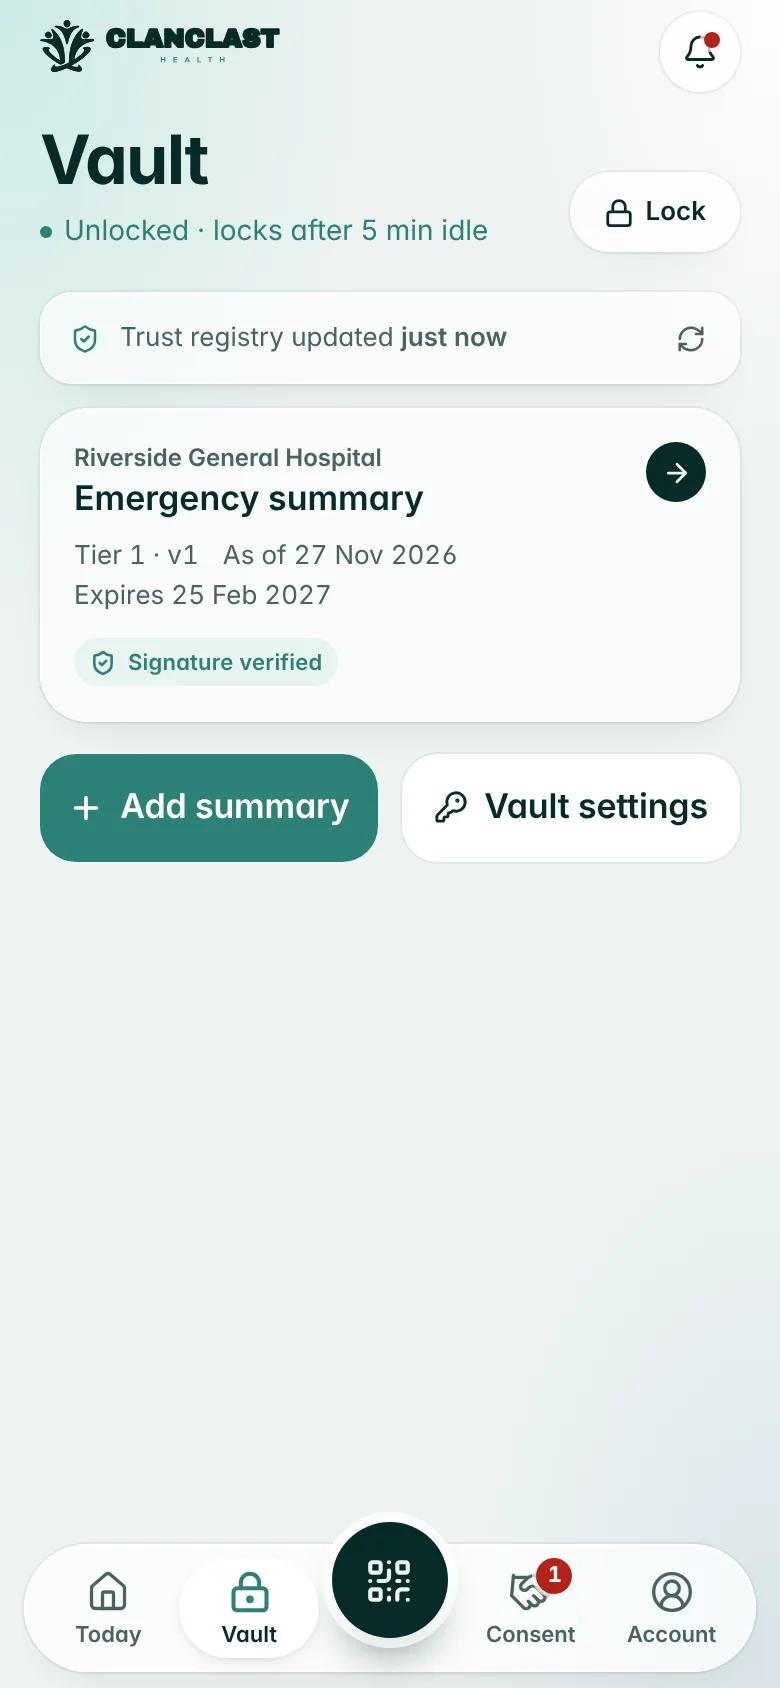 CLANCLAST
HEALTH
Vault
Unlocked · locks after 5 min idle
Lock
Trust registry updated just now
Riverside General Hospital
Emergency summary
Tier 1 · v1 As of 27 Nov 2026
Expires 25 Feb 2027
Signature verified
Add summary
Vault settings
Today
Vault
1
Consent
Account